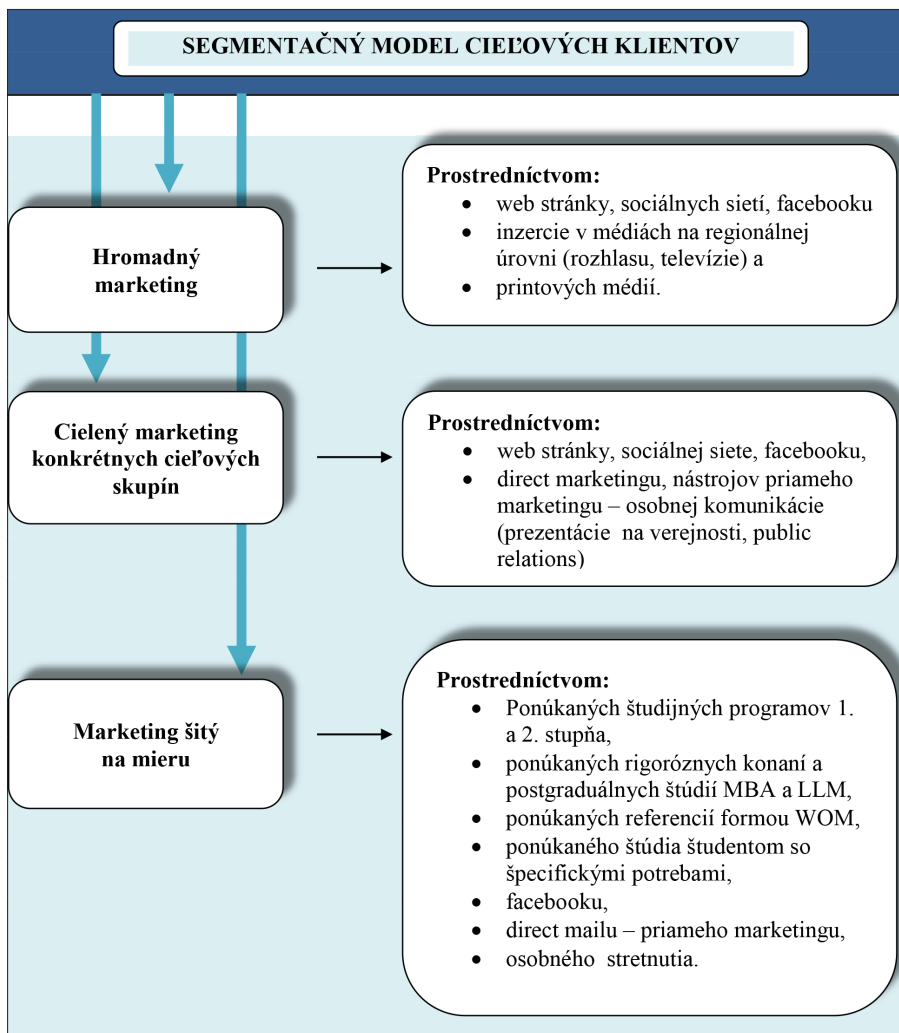 SEGMENTAČNÝ MODEL CIEĽOVÝCH KLIENTOV
Hromadný
marketing
Prostredníctvom:
• web stránky, sociálnych sietí, facebooku
• inzercie v médiách na regionálnej
úrovni (rozhlasu, televízie) a
• printových médií.
Cielený marketing
konkrétnych cieľových
skupín
Prostredníctvom:
• web stránky, sociálnej siete, facebooku,
• direct marketingu, nástrojov priameho
marketingu – osobnej komunikácie
(prezentácie na verejnosti, public
relations)
Marketing šitý
na mieru
Prostredníctvom:
• Ponúkaných študijných programov 1.
a 2. stupňa,
• ponúkaných rigoróznych konaní a
postgraduálnych štúdií MBA a LLM,
• ponúkaných referencií formou WOM,
• ponúkaného štúdia študentom so
špecifickými potrebami,
• facebooku,
• direct mailu – priameho marketingu,
• osobného stretnutia.